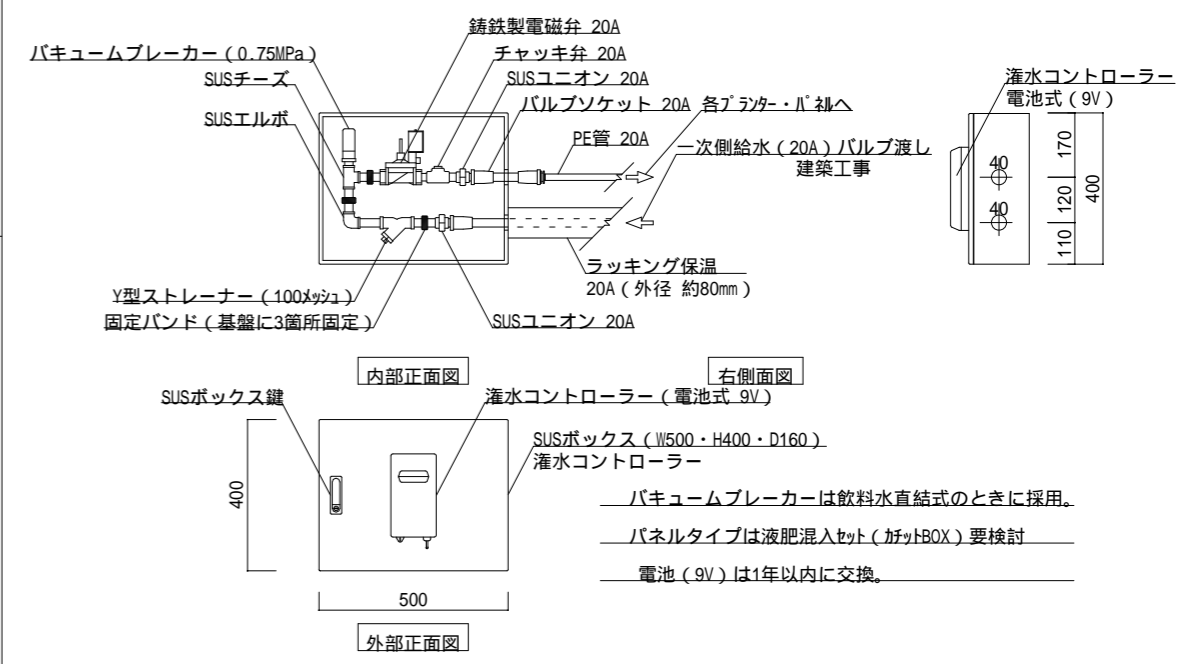 鋳鉄製電磁弁 20A
バキュームブレーカー(0.75MPa)
チャッキ弁 20A
SUSチーズ
SUSユニオン 20A
SUSエルボ
バルブソケット 20A
各プランター・パネルへ
PE管 20A
一次側給水(20A)バルブ渡し
建築工事
ラッキング保温
20A(外径 約80mm)
Y型ストレーナー(100メッシュ)
固定バンド(基盤に3箇所固定)
SUSユニオン 20A
内部正面図
潅水コントローラー
電池式(9V)
40
40
170
120
110
400
右側面図
SUSボックス鍵
潅水コントローラー(電池式 9V)
SUSボックス(W500・H400・D160)
潅水コントローラー
400
500
外部正面図
バキュームブレーカーは飲料水直結式のときに採用。
パネルタイプは液肥混入セット(カチットBOX)要検討
電池(9V)は1年以内に交換。